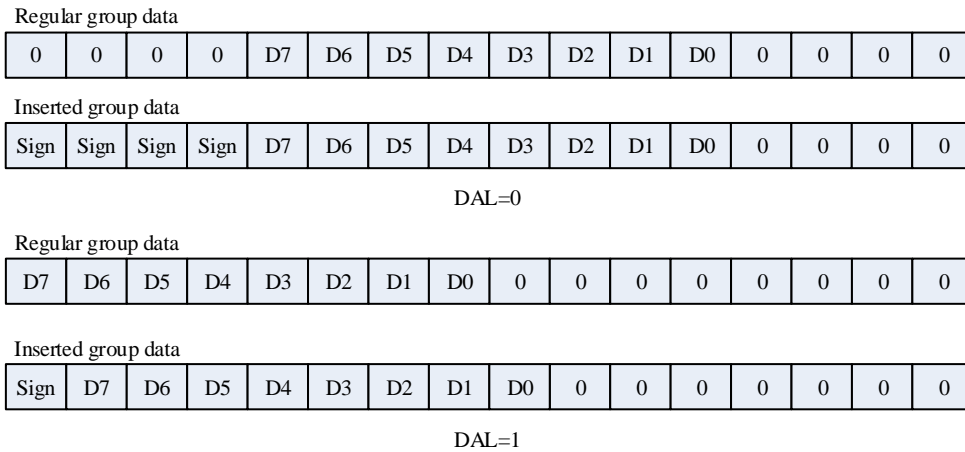 Regular group data
0 0 0 0 D7 D6 D5 D4 D3 D2 D1 D0 0 0 0 0
Inserted group data
Sign Sign Sign Sign D7 D6 D5 D4 D3 D2 D1 D0 0 0 0 0
DAL=0
Regular group data
D7 D6 D5 D4 D3 D2 D1 D0 0 0 0 0 0 0 0 0
Inserted group data
Sign D7 D6 D5 D4 D3 D2 D1 D0 0 0 0 0 0 0 0
DAL=1